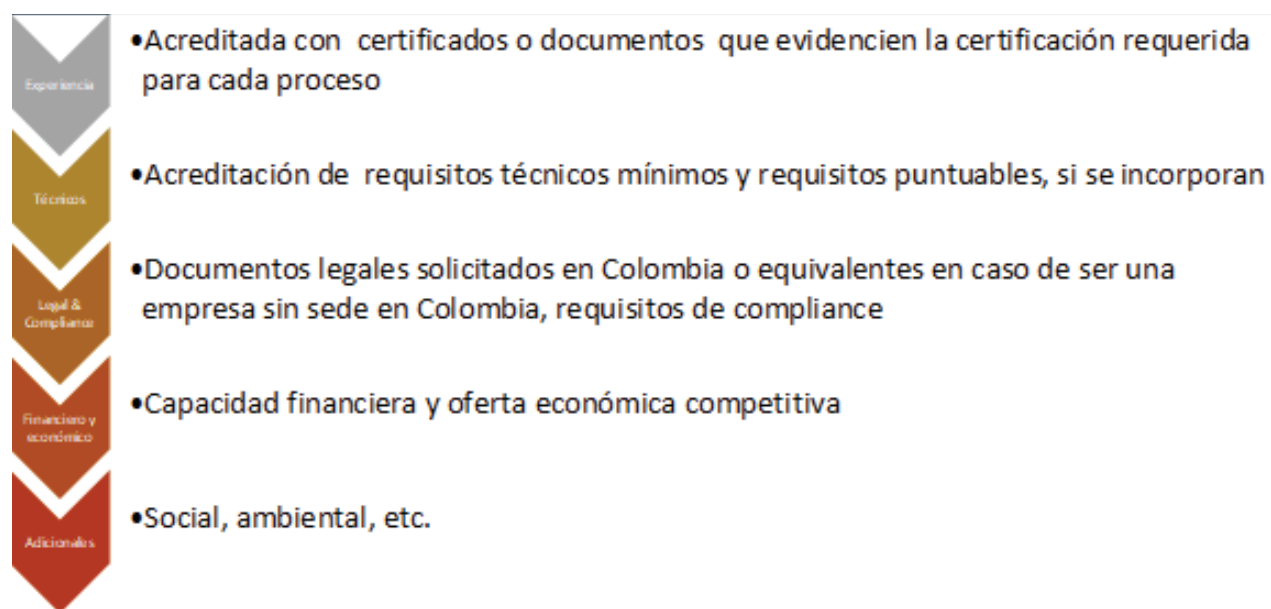 Experiencia
•Acreditada con certificados o documentos que evidencien la certificación requerida
para cada proceso
Técnicos
•Acreditación de requisitos técnicos mínimos y requisitos puntuables, si se incorporan
Legal &
Compliance
•Documentos legales solicitados en Colombia o equivalentes en caso de ser una
empresa sin sede en Colombia, requisitos de compliance
Financiero y
económico
•Capacidad financiera y oferta económica competitiva
Adicionales
•Social, ambiental, etc.